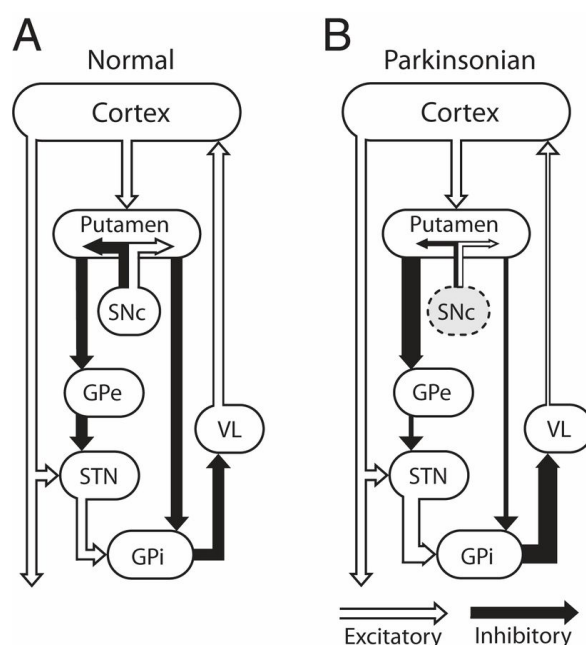 A
Normal
Cortex
Putamen
SNc
GPe
VL
STN
GPi
B
Parkinsonian
Cortex
Putamen
SNc
GPe
VL
STN
GPi
Excitatory
Inhibitory